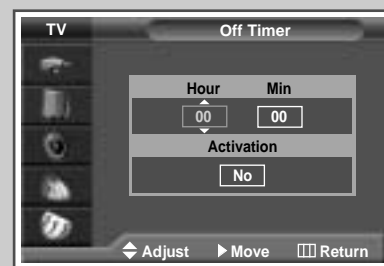 TV Off Timer
Hour Min
00 00
Activation
No
Adjust Move Return